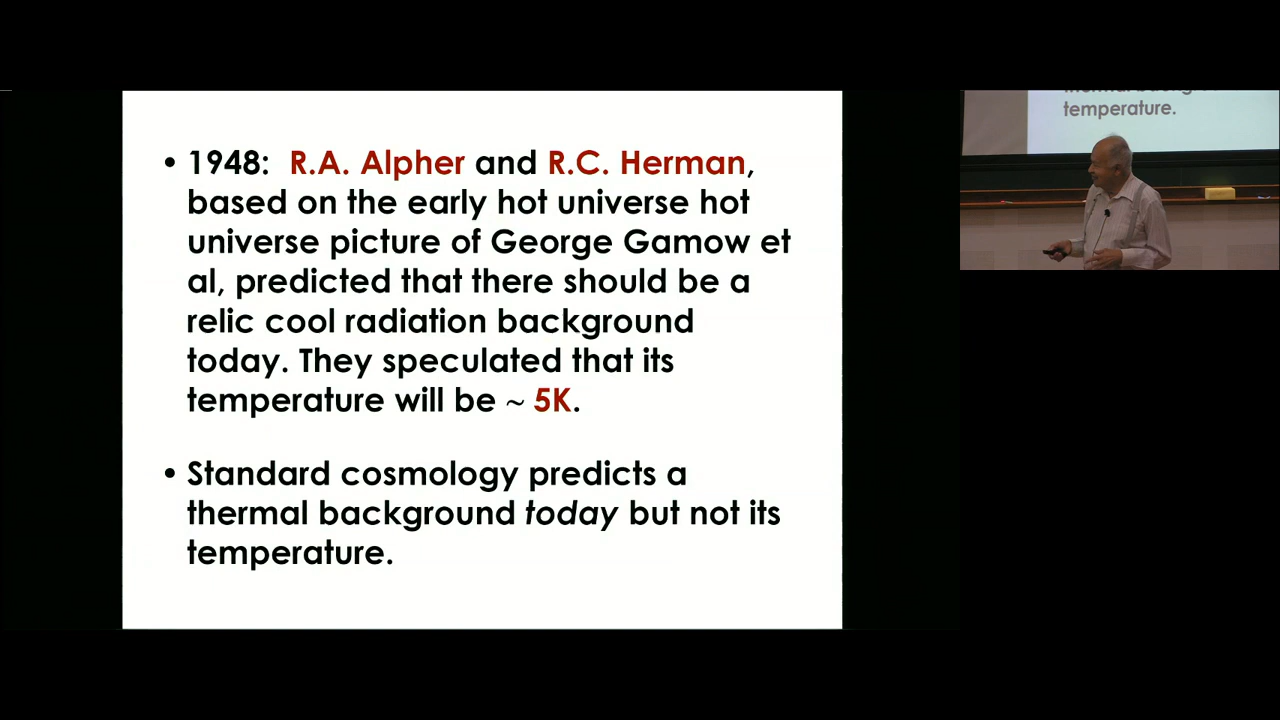 • 1948: R.A. Alpher and R.C. Herman,
based on the early hot universe hot
universe picture of George Gamow et
al, predicted that there should be a
relic cool radiation background
today. They speculated that its
temperature will be ~ 5K.
• Standard cosmology predicts a
thermal background today but not its
temperature.
temperature.